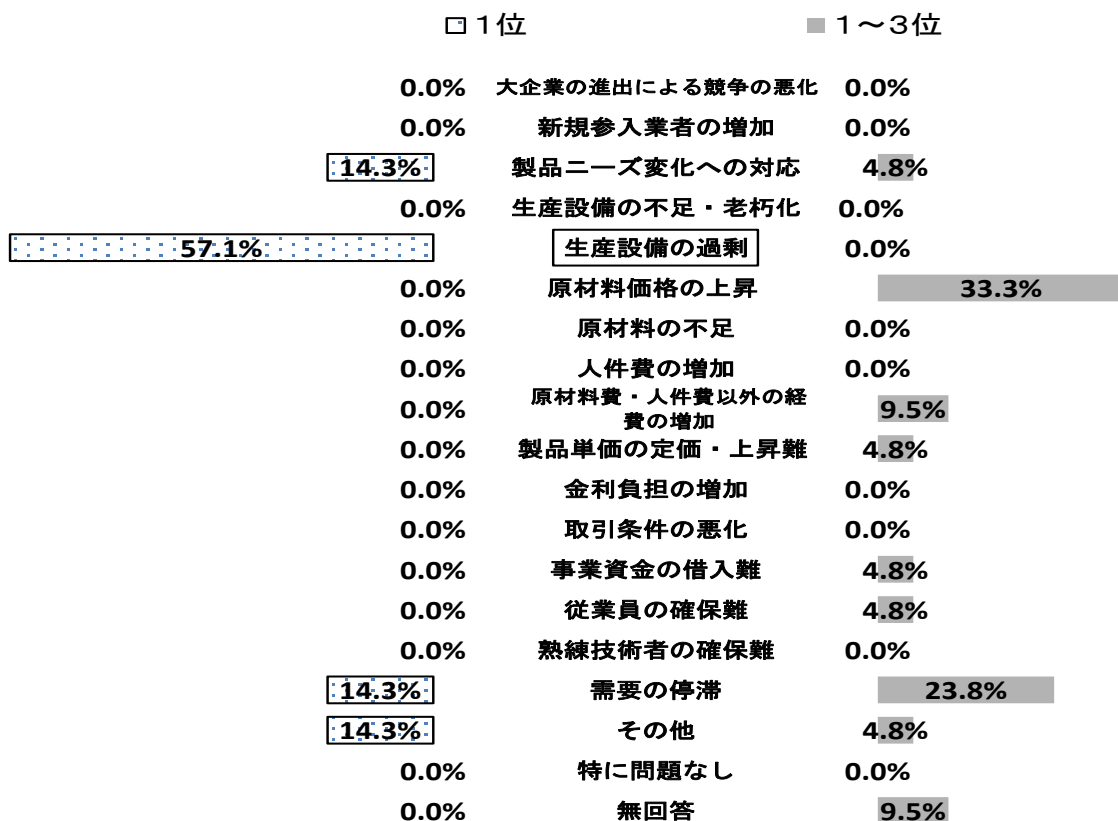 1位 1～3位
0.0% 大企業の進出による競争の悪化 0.0%
0.0% 新規参入業者の増加 0.0%
14.3% 製品ニーズ変化への対応 4.8%
0.0% 生産設備の不足・老朽化 0.0%
57.1% 生産設備の過剰 0.0%
0.0% 原材料価格の上昇 33.3%
0.0% 原材料の不足 0.0%
0.0% 人件費の増加 0.0%
0.0% 原材料費・人件費以外の経 9.5%
費の増加
0.0% 製品単価の定価・上昇難 4.8%
0.0% 金利負担の増加 0.0%
0.0% 取引条件の悪化 0.0%
0.0% 事業資金の借入難 4.8%
0.0% 従業員の確保難 4.8%
0.0% 熟練技術者の確保難 0.0%
14.3% 需要の停滞 23.8%
14.3% その他 4.8%
0.0% 特に問題なし 0.0%
0.0% 無回答 9.5%